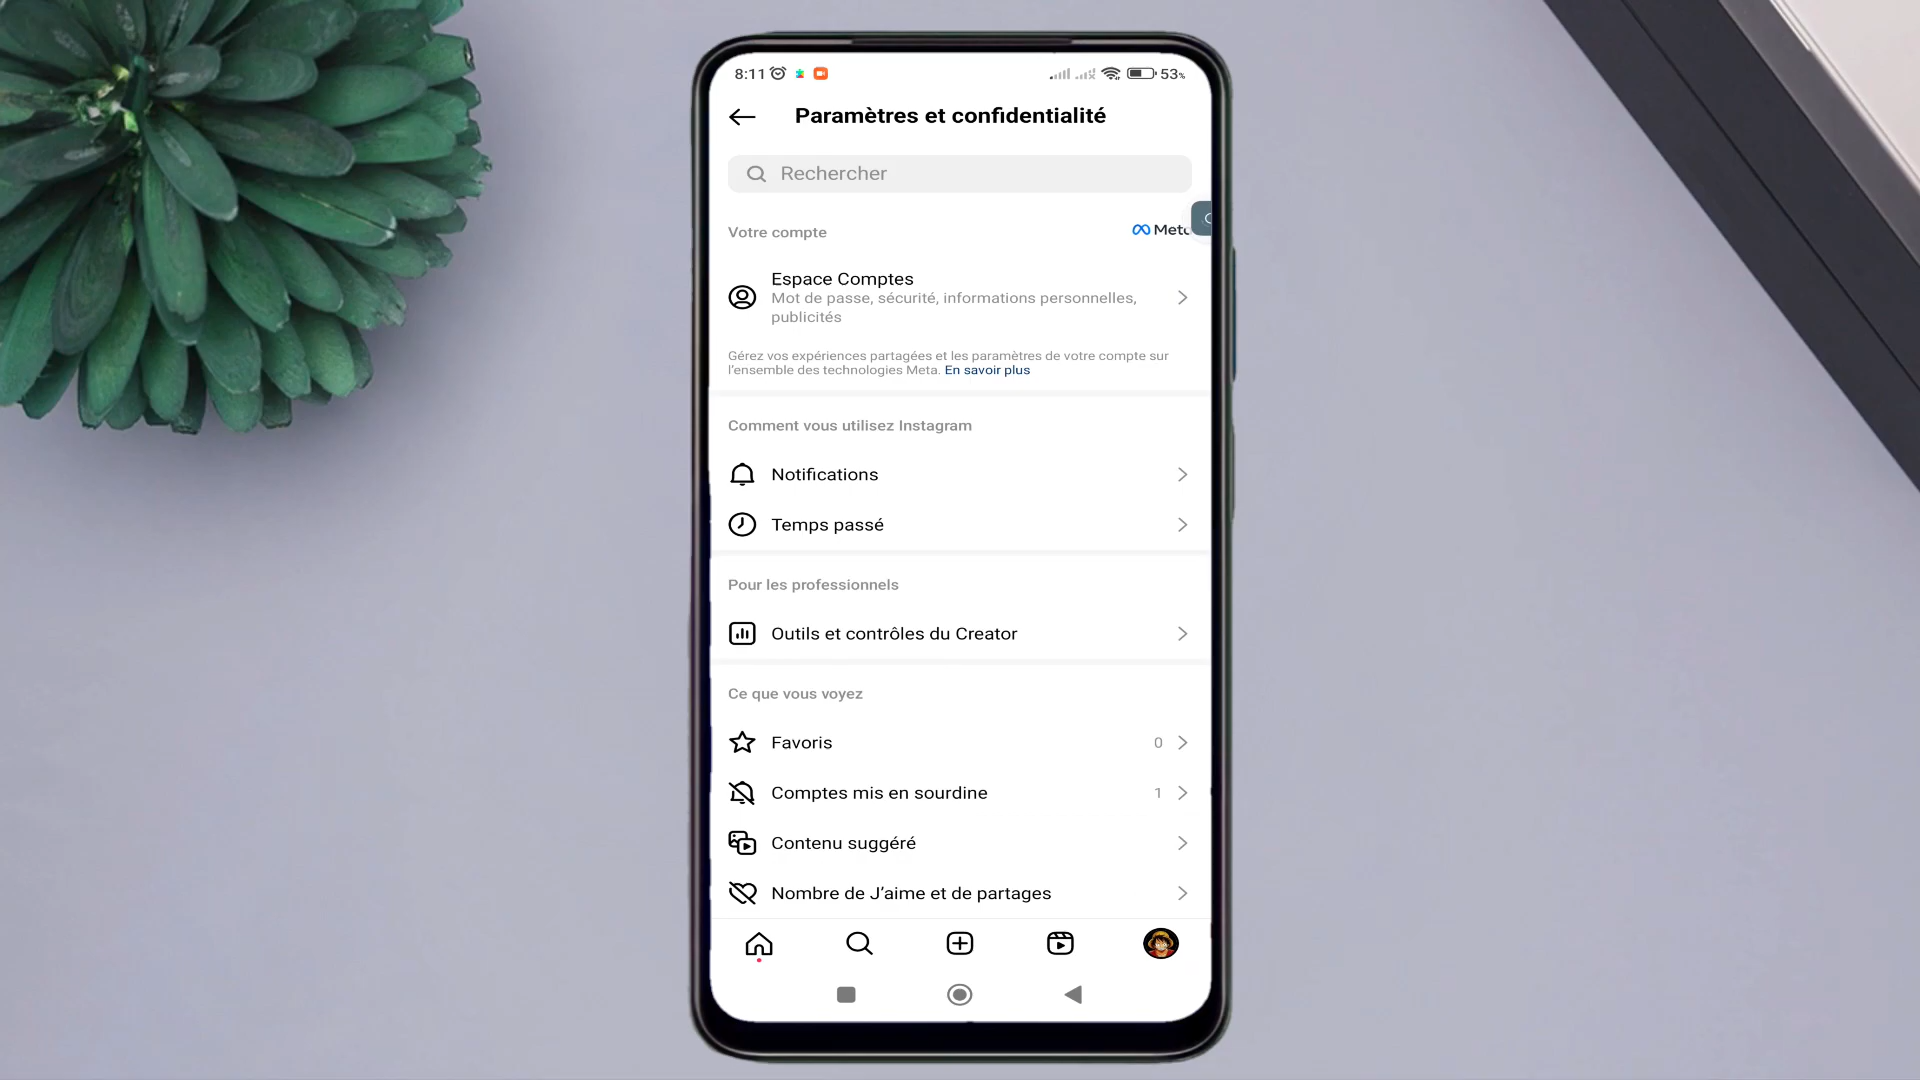 8:11 53%
Paramètres et confidentialité
Rechercher
Votre compte
Espace Comptes
Mot de passe, sécurité, informations personnelles,
publicités
Gérez vos expériences partagées et les paramètres de votre compte sur
l’ensemble des technologies Meta. En savoir plus
Comment vous utilisez Instagram
Notifications
Temps passé
Pour les professionnels
Outils et contrôles du Creator
Ce que vous voyez
Favoris 0
Comptes mis en sourdine 1
Contenu suggéré
Nombre de J’aime et de partages